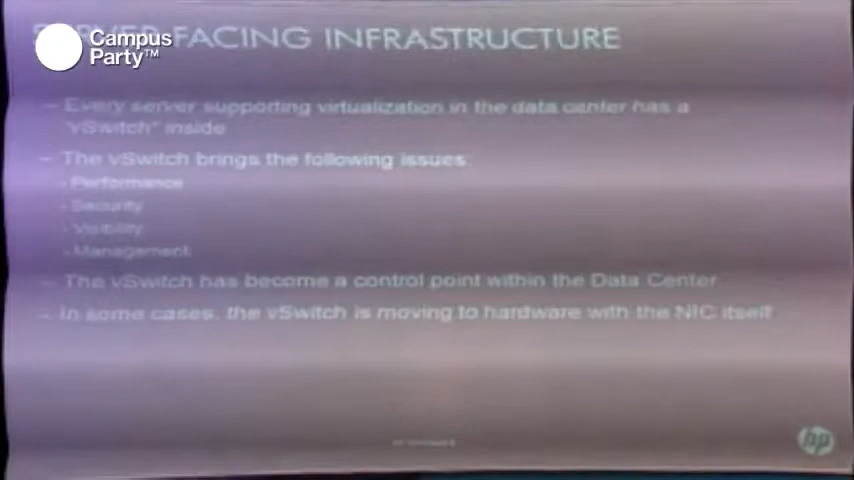 Campus
Party™
FACING INFRASTRUCTURE
– Every server supporting virtualization in the data center has a
"vSwitch" inside
– The vSwitch brings the following issues:
- Performance
- Security
- Visibility
- Management
– The vSwitch has become a control point within the Data Center
– In some cases, the vSwitch is moving to hardware with the NIC itself
hp